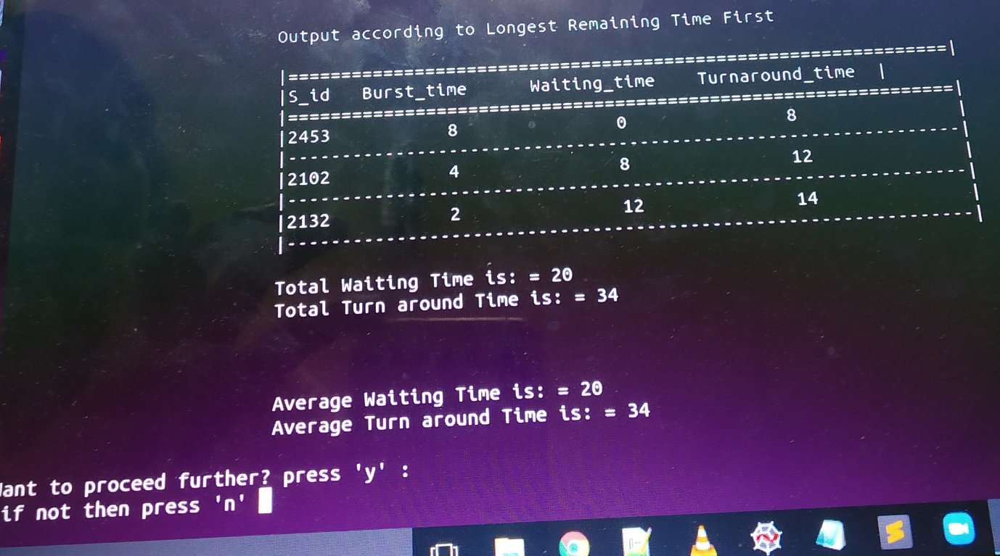 Output according to Longest Remaining Time First
|===============================================================|
|S_id Burst_time Waiting_time Turnaround_time |
|===============================================================|
|2453 8 0 8 |
|---------------------------------------------------------------|
|2102 4 8 12 |
|---------------------------------------------------------------|
|2132 2 12 14 |
|---------------------------------------------------------------|
Total Waiting Time is: = 20
Total Turn around Time is: = 34
Average Waiting Time is: = 20
Average Turn around Time is: = 34
to proceed further? press 'y' :
if not then press 'n'